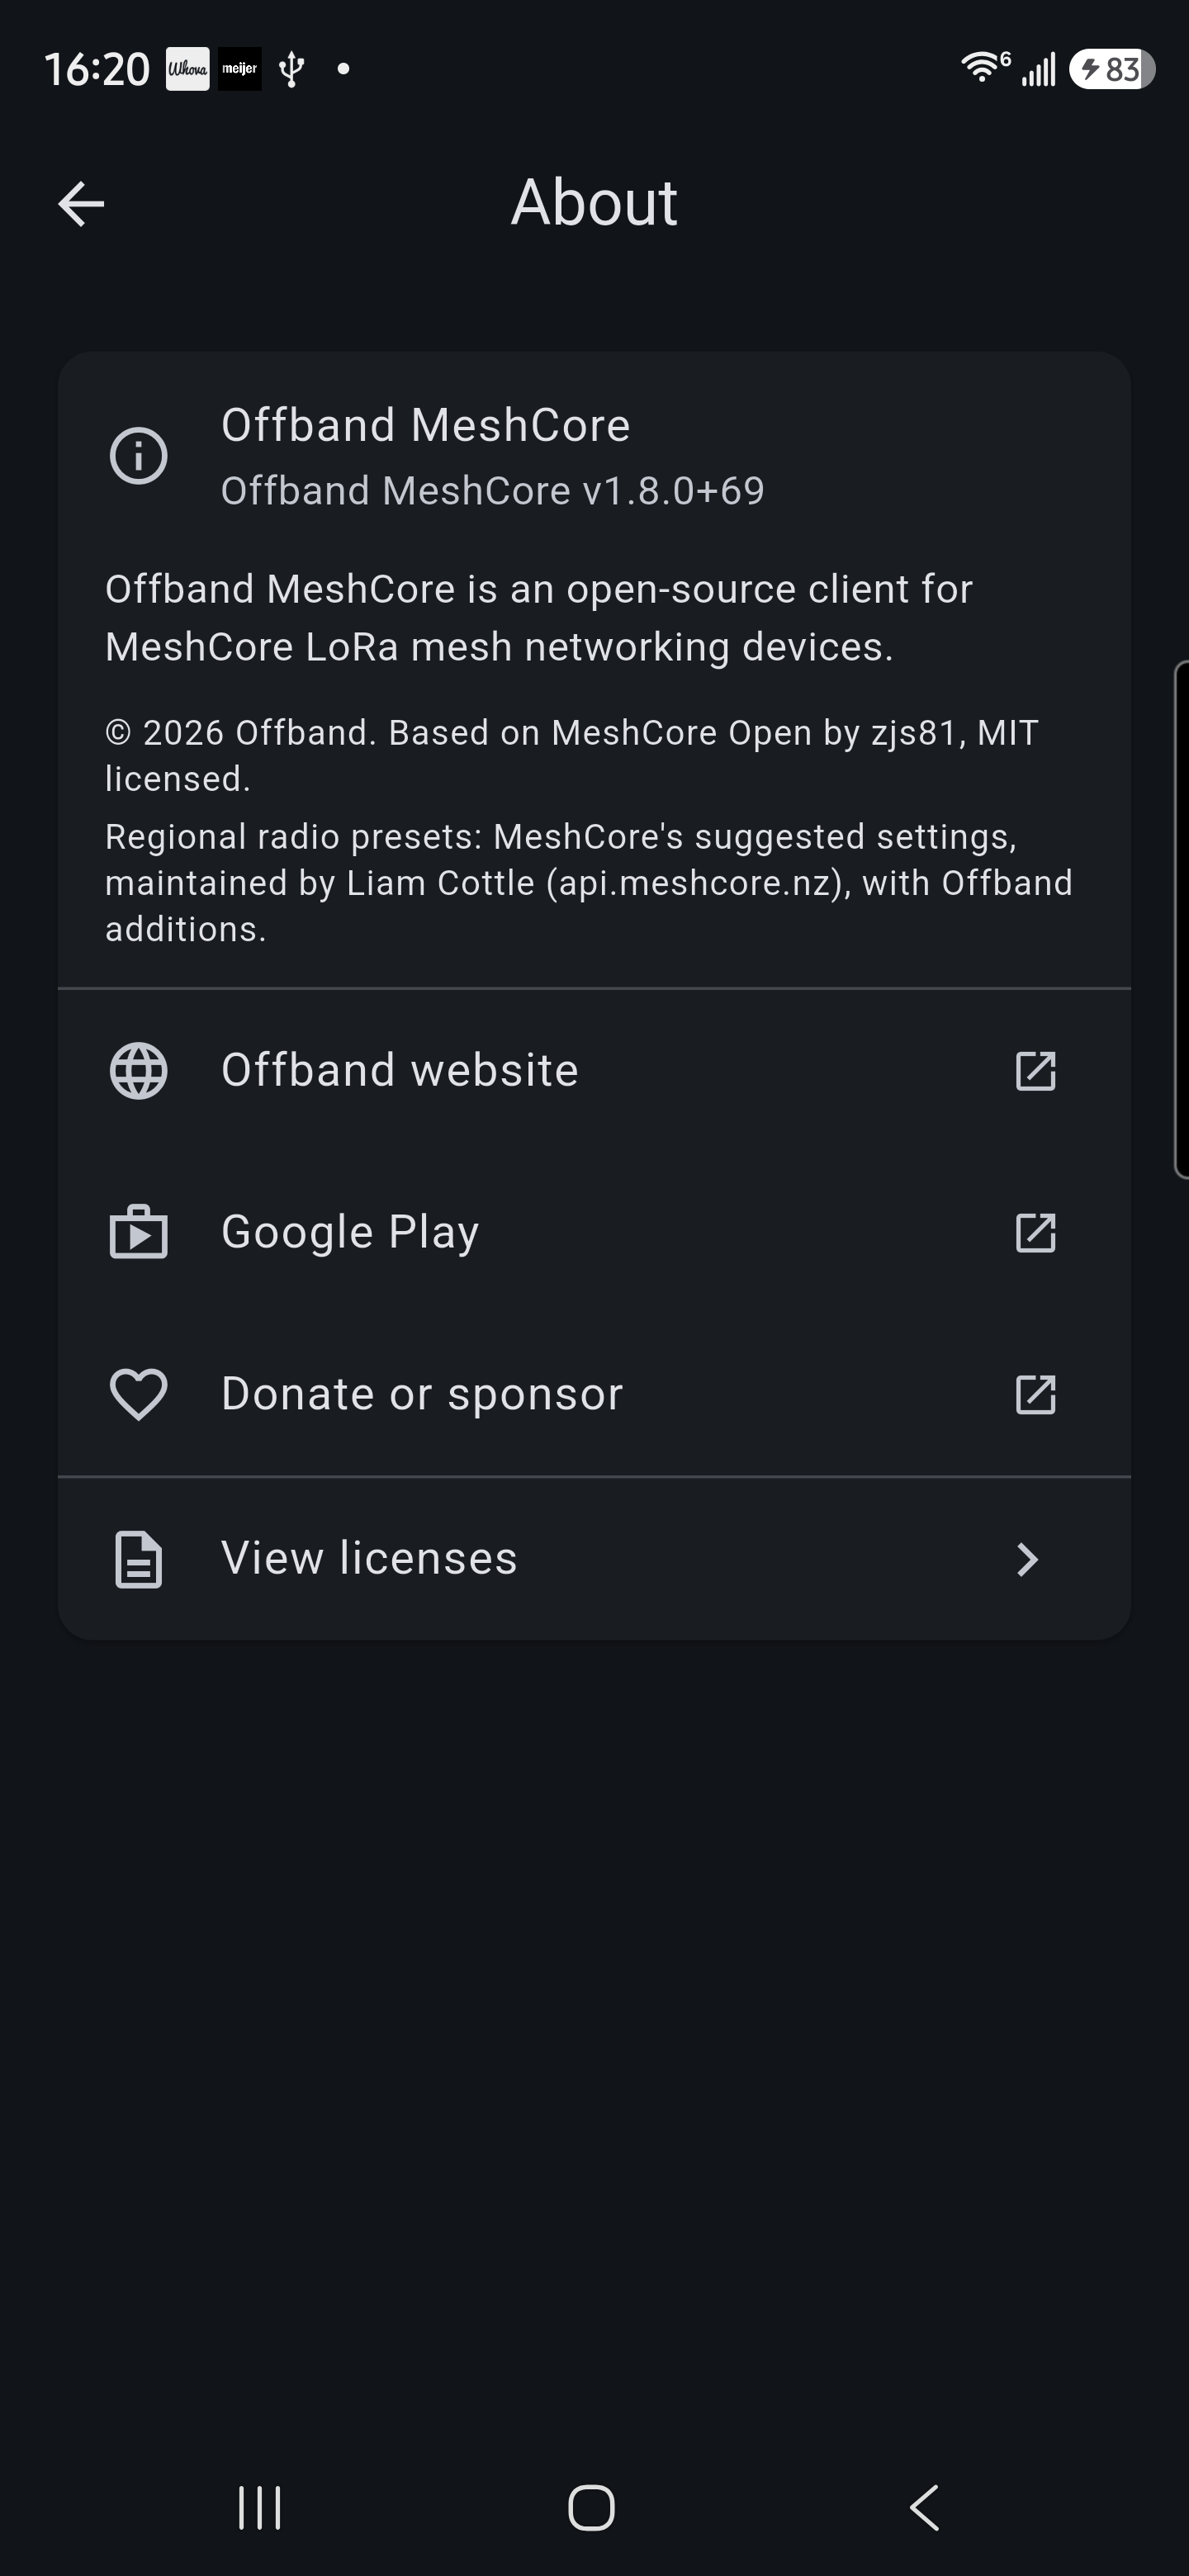 16:20 Whova meijer 6 83
About
Offband MeshCore
Offband MeshCore v1.8.0+69
Offband MeshCore is an open-source client for
MeshCore LoRa mesh networking devices.
© 2026 Offband. Based on MeshCore Open by zjs81, MIT
licensed.
Regional radio presets: MeshCore's suggested settings,
maintained by Liam Cottle (api.meshcore.nz), with Offband
additions.
Offband website
Google Play
Donate or sponsor
View licenses